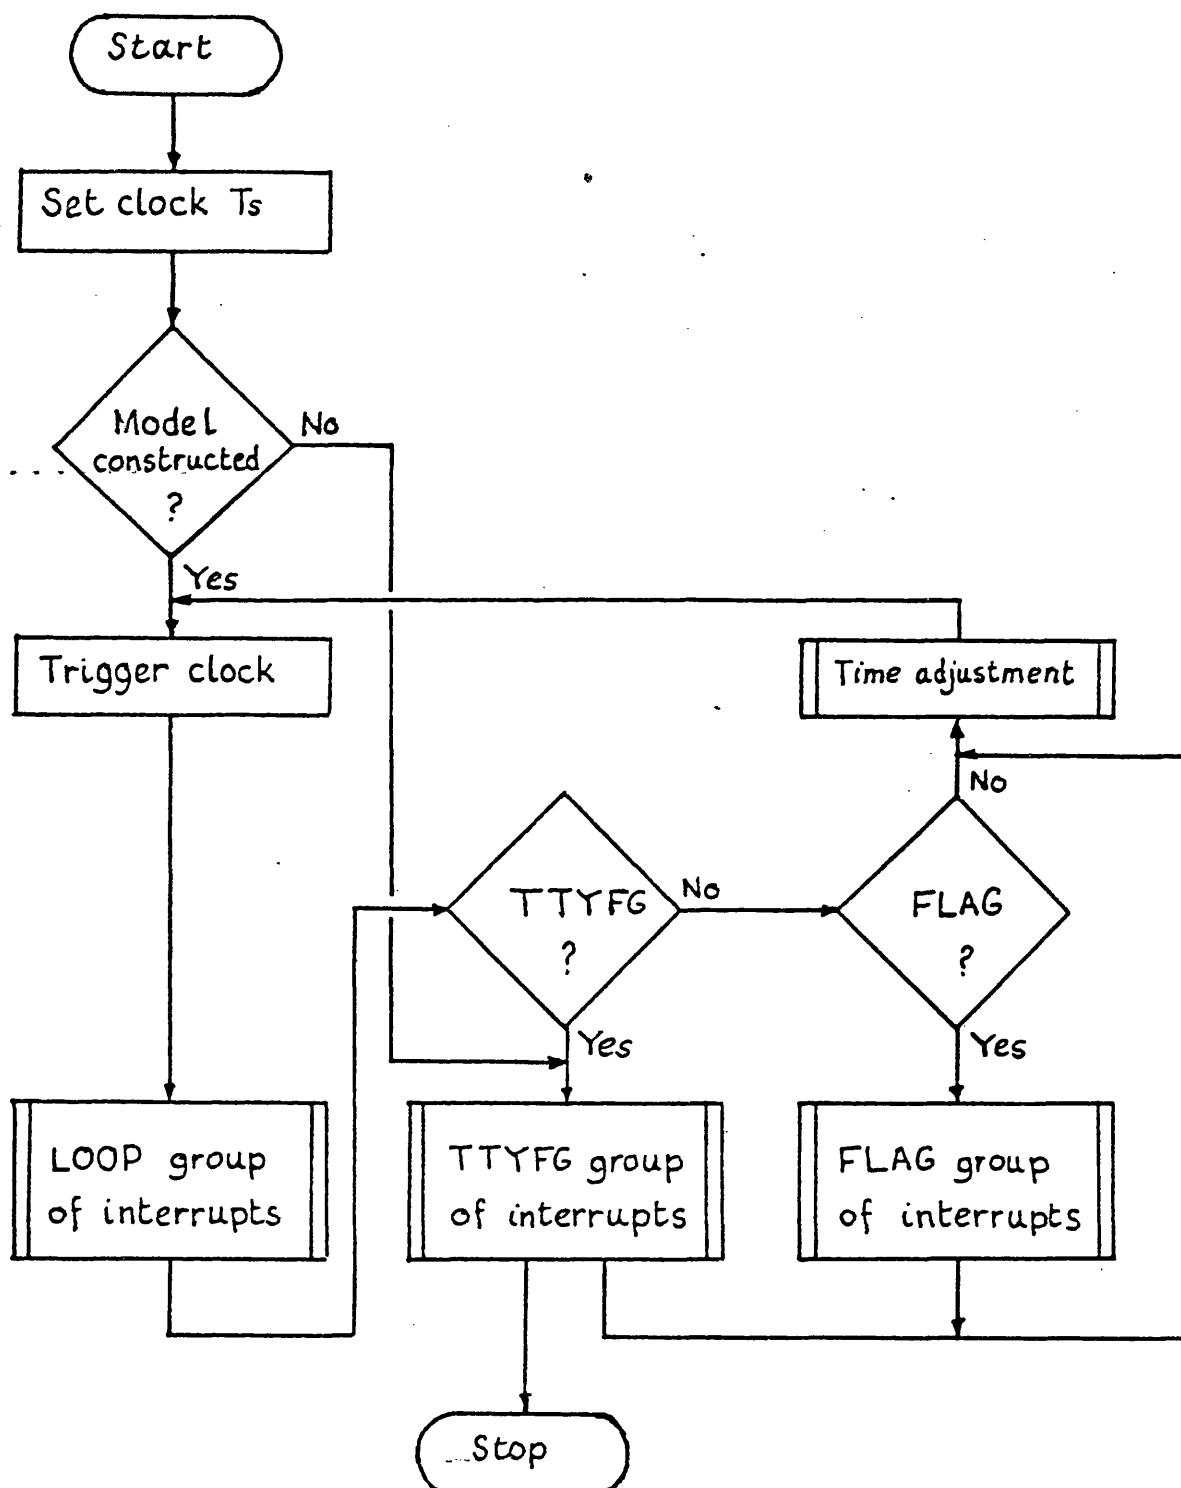 Start
Set clock Ts
Model
constructed
?
No
Yes
Trigger clock
Time adjustment
No
TTYFG
?
No
FLAG
?
Yes
Yes
LOOP group
of interrupts
TTYFG group
of interrupts
FLAG group
of interrupts
Stop